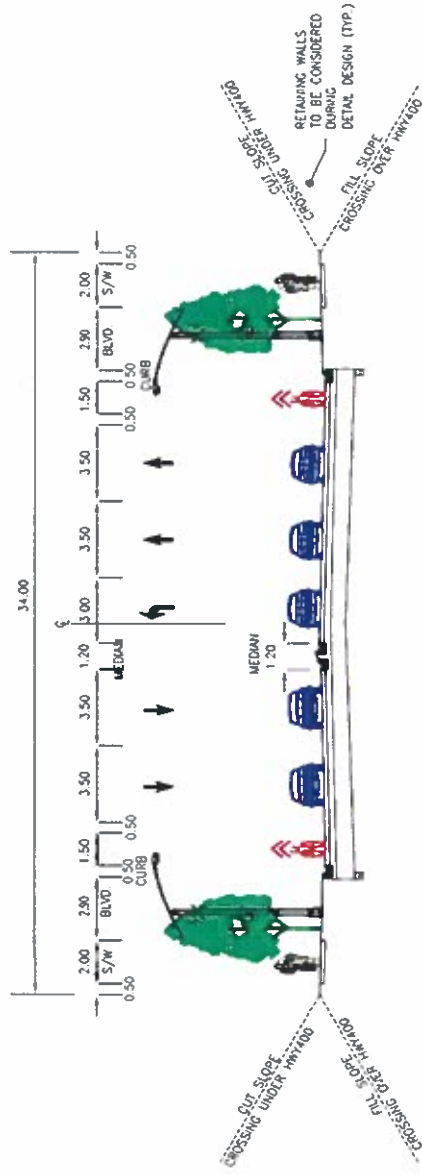 34.00
0.50
2.00
S/W
2.90
BLVD
0.50
CURB
1.50
0.50
3.50
3.50
1.20
MEDIAN
℄
3.00
3.50
3.50
0.50
1.50
0.50
CURB
2.90
BLVD
2.00
S/W
0.50
MEDIAN
1.20
CUT SLOPE
CROSSING UNDER HWY400
FILL SLOPE
CROSSING OVER HWY400
CUT SLOPE
CROSSING UNDER HWY400
FILL SLOPE
CROSSING OVER HWY400
RETAINING WALLS
TO BE CONSIDERED
DURING
DETAIL DESIGN (TYP.)